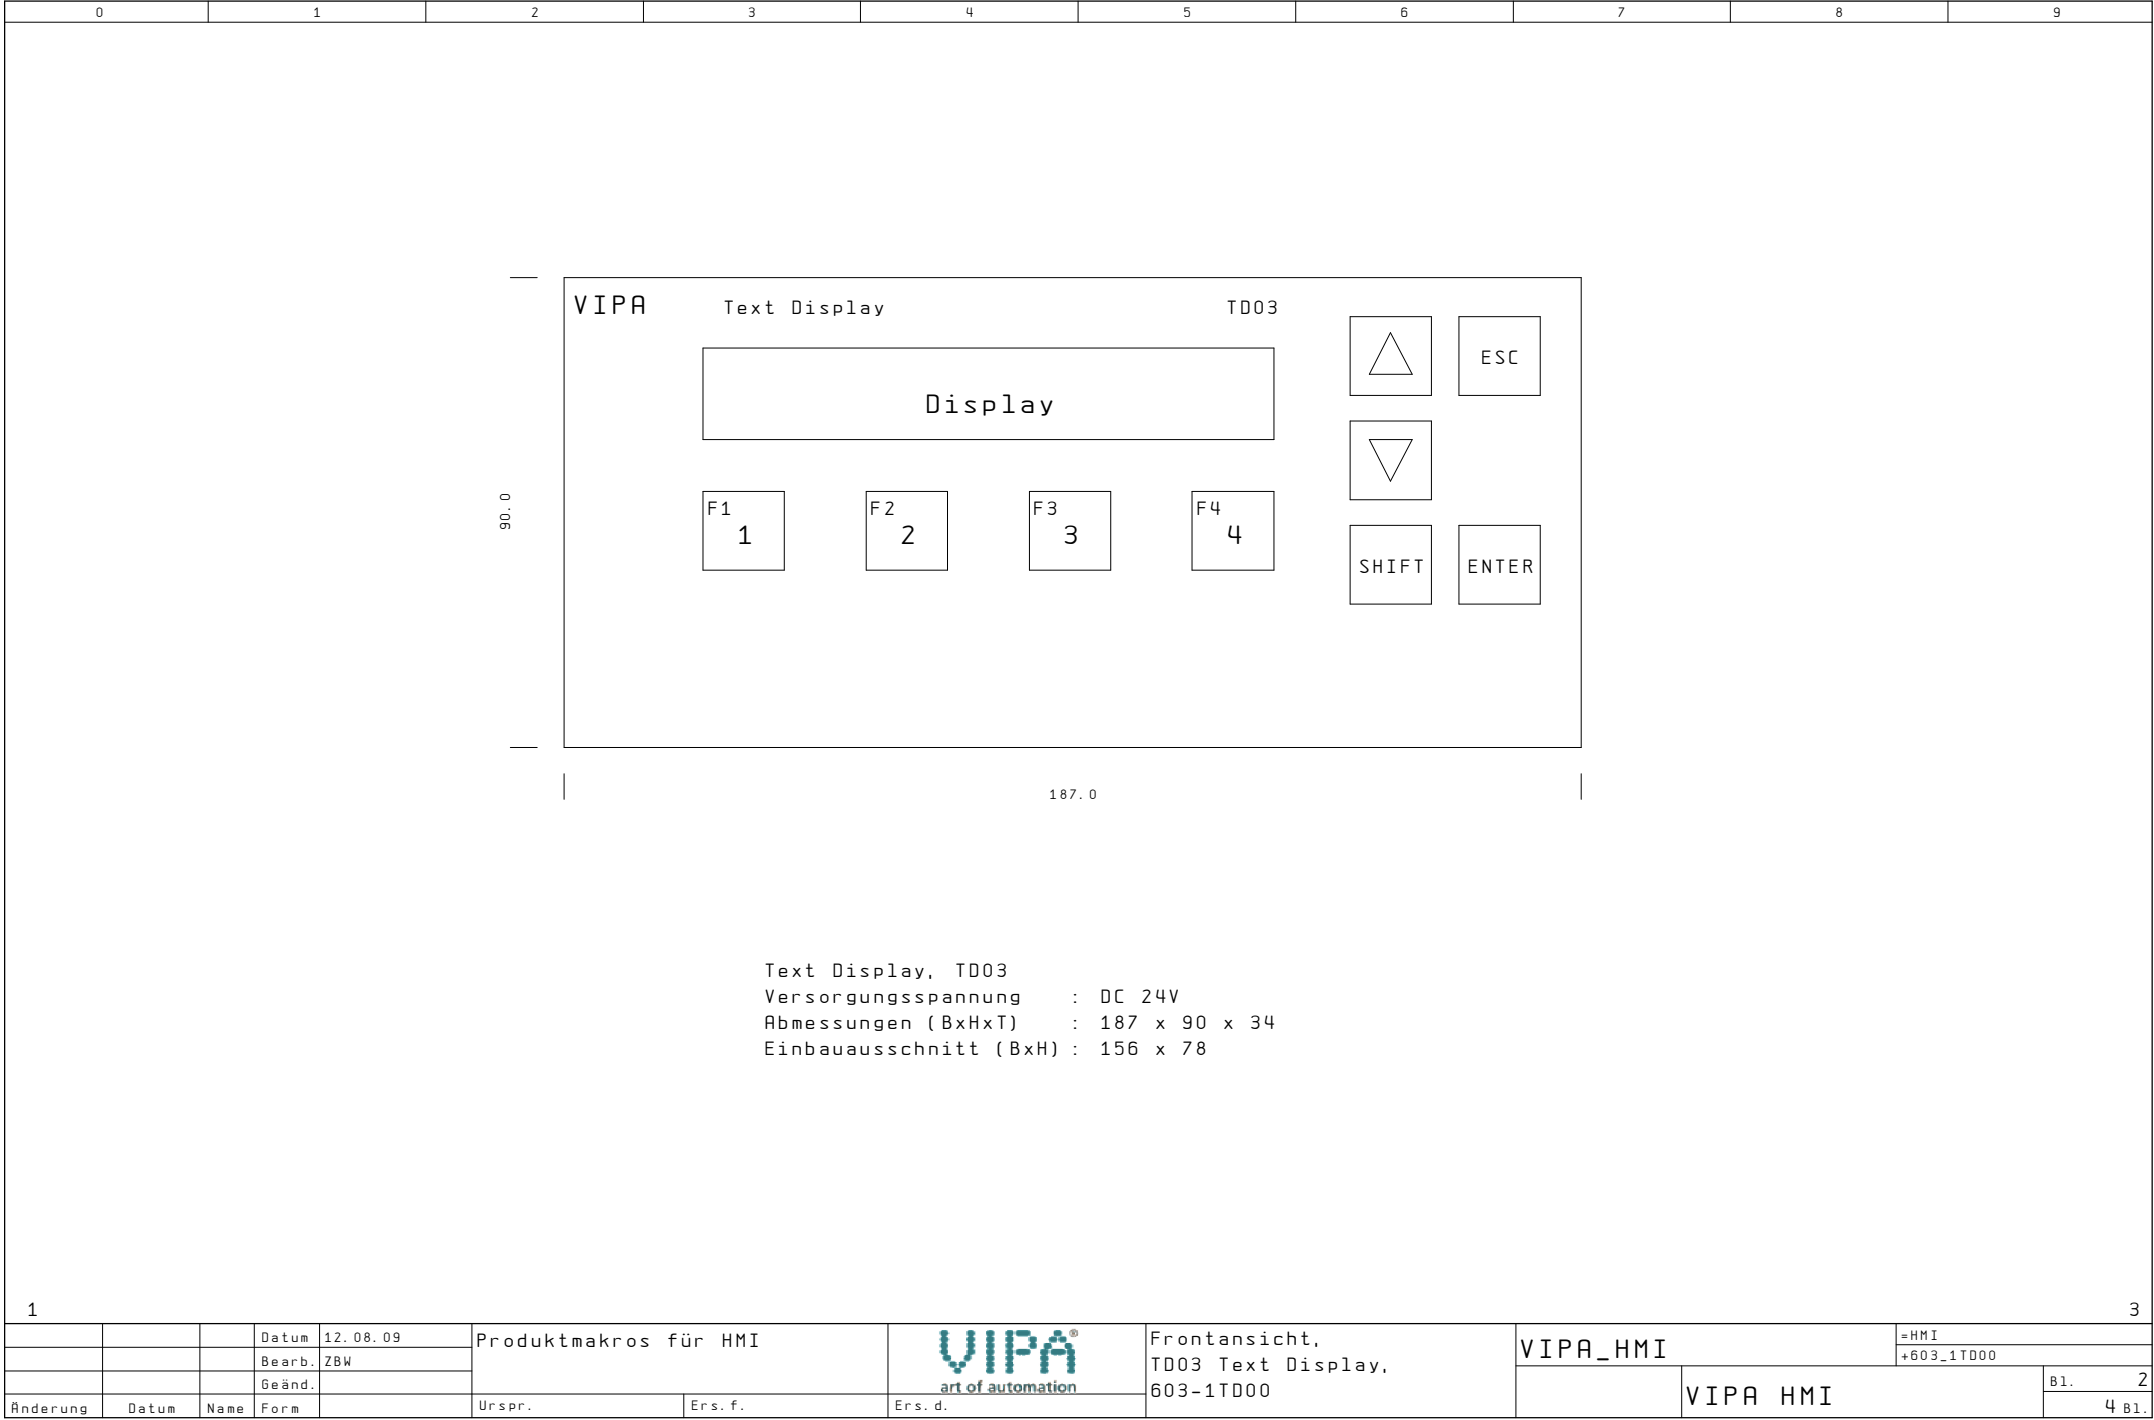 0 1 2 3 4 5 6 7 8 9
VIPA Text Display TD03
ESC
Display
90.0
F1 F2 F3 F4
1 2 3 4
SHIFT ENTER
187.0
Text Display, TD03
Versorgungsspannung : DC 24V
Abmessungen (BxHxT) : 187 x 90 x 34
Einbauausschnitt (BxH) : 156 x 78
1 3
Datum 12.08.09
Bearb. ZBW
Geänd.
Änderung Datum Name Form
Produktmakros für HMI
Urspr. Ers.f. Ers.d.
VIPA®
art of automation
Frontansicht,
TD03 Text Display,
603-1TD00
VIPA_HMI
=HMI
+603_1TD00
VIPA HMI
Bl. 2
4 Bl.